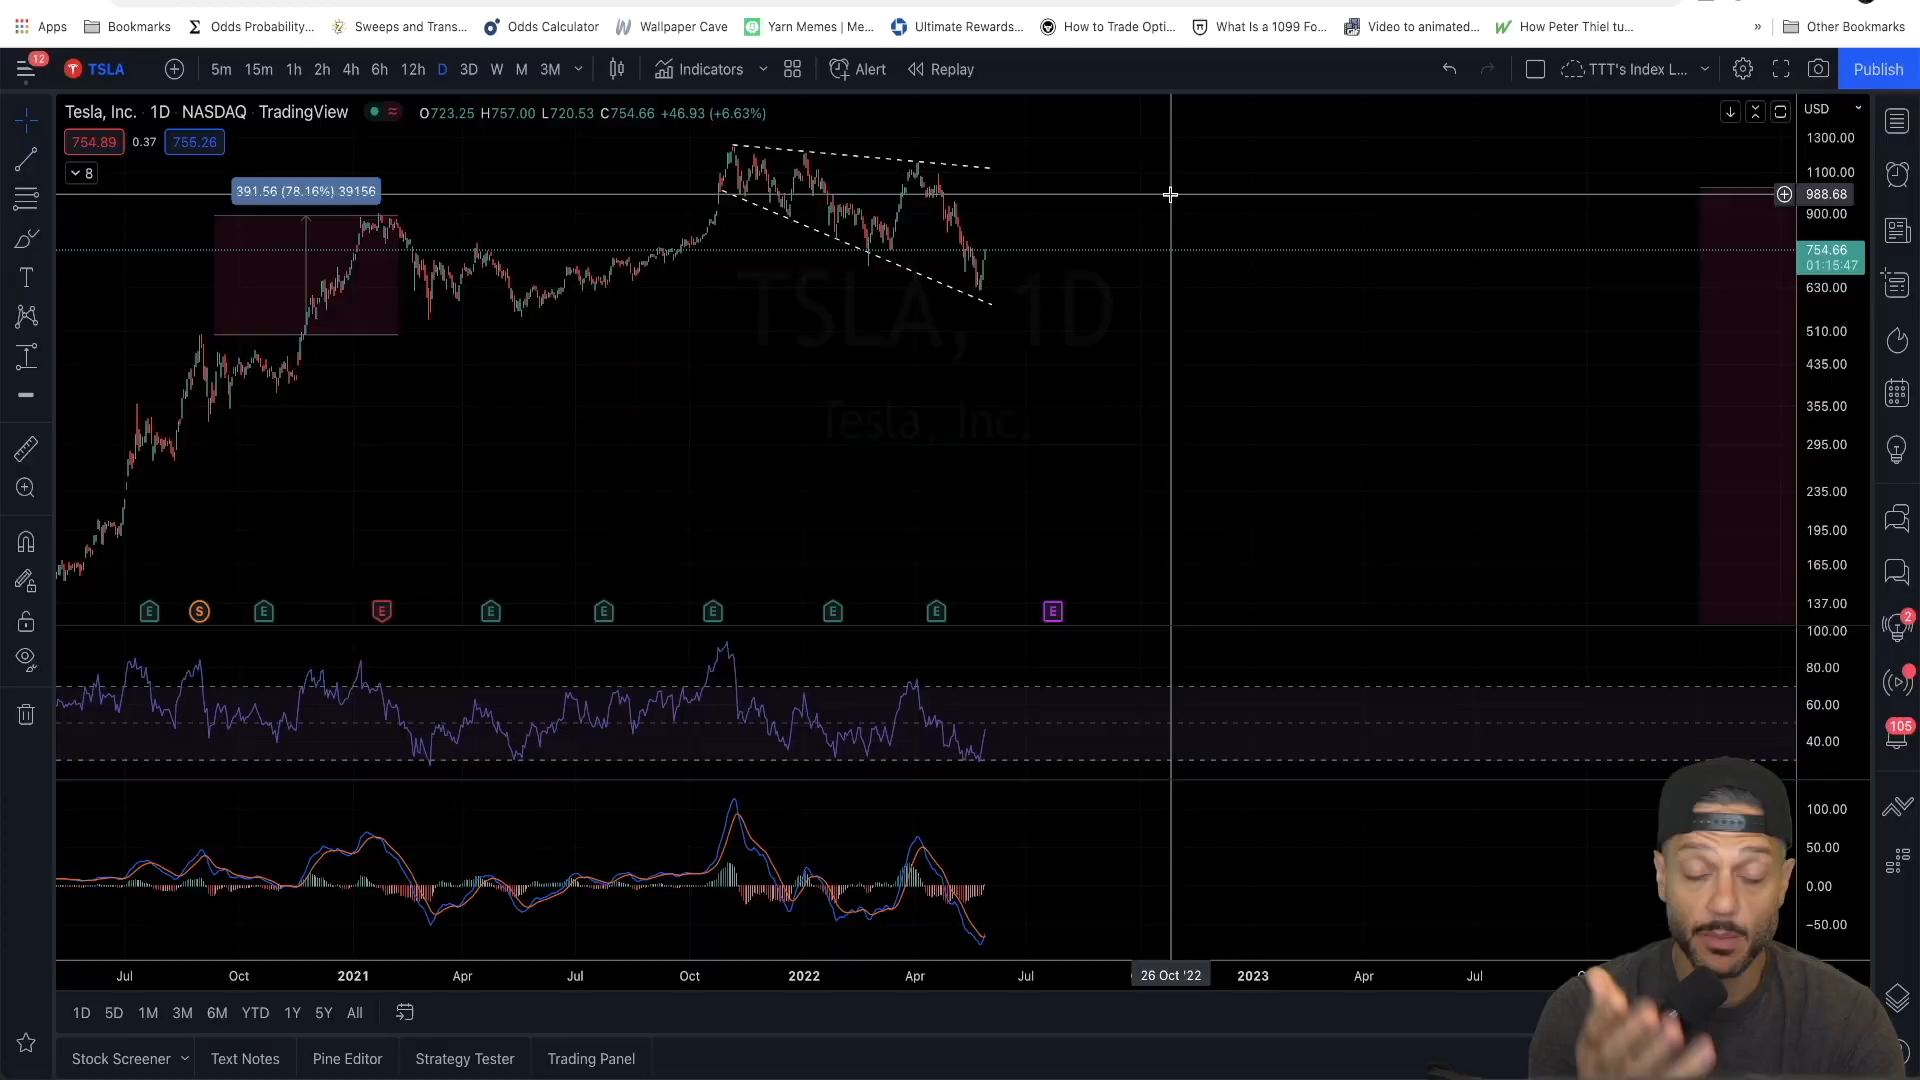 Apps Bookmarks Odds Probability... Sweeps and Trans... Odds Calculator Wallpaper Cave Yarn Memes | Me... Ultimate Rewards... How to Trade Opti... What Is a 1099 Fo... Video to animated... How Peter Thiel tu... » Other Bookmarks
12 TSLA 5m 15m 1h 2h 4h 6h 12h D 3D W M 3M Indicators Alert Replay TTT's Index L... Publish
Tesla, Inc. · 1D · NASDAQ · TradingView O723.25 H757.00 L720.53 C754.66 +46.93 (+6.63%) USD
754.89 0.37 755.26
8
391.56 (78.16%) 39156
1300.00
1100.00
988.68
900.00
754.66
01:15:47
630.00
510.00
435.00
355.00
295.00
235.00
195.00
165.00
137.00
TSLA, 1D
Tesla, Inc.
E S E E E E E E E E
100.00
80.00
60.00
40.00
100.00
50.00
0.00
−50.00
2
105
Jul Oct 2021 Apr Jul Oct 2022 Apr Jul 26 Oct '22 2023 Apr Jul
1D 5D 1M 3M 6M YTD 1Y 5Y All
Stock Screener Text Notes Pine Editor Strategy Tester Trading Panel